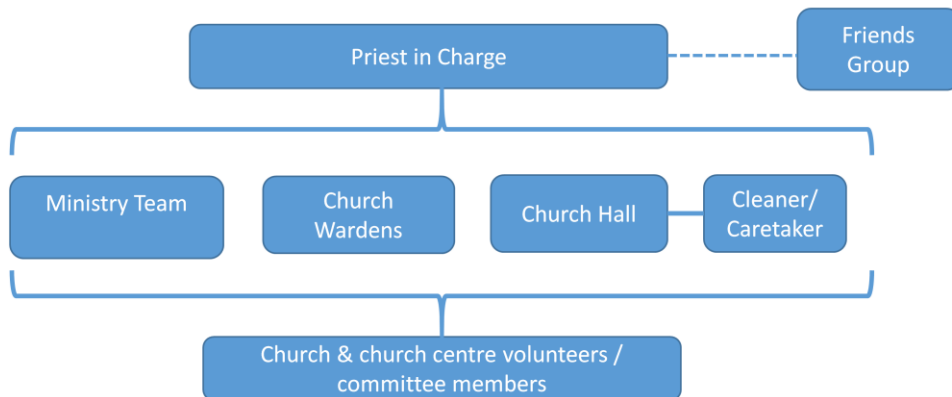 Priest in Charge
Friends
Group
Ministry Team
Church
Wardens
Church Hall
Cleaner/
Caretaker
Church & church centre volunteers /
committee members